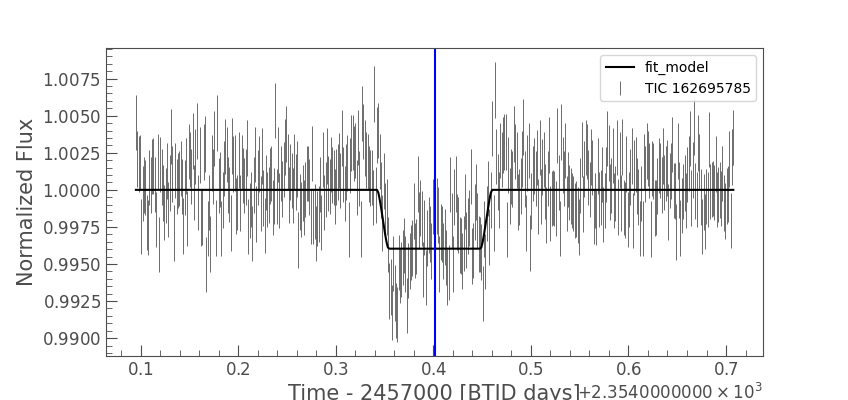 Normalized Flux
1.0075
1.0050
1.0025
1.0000
0.9975
0.9950
0.9925
0.9900
fit_model
TIC 162695785
0.1 0.2 0.3 0.4 0.5 0.6 0.7
Time - 2457000 [BTJD days]
+2.3540000000 × 10³